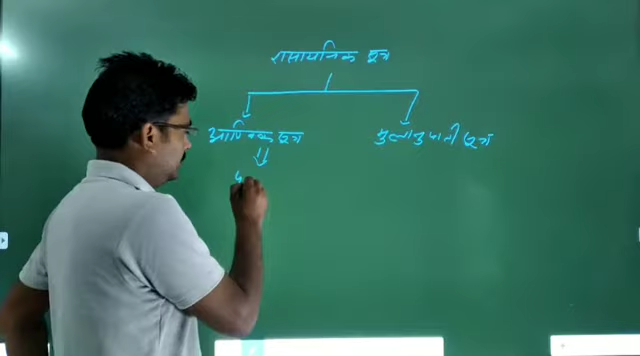 रासायनिक सूत्र
आणविक सूत्र
मुलानुपाती सूत्र